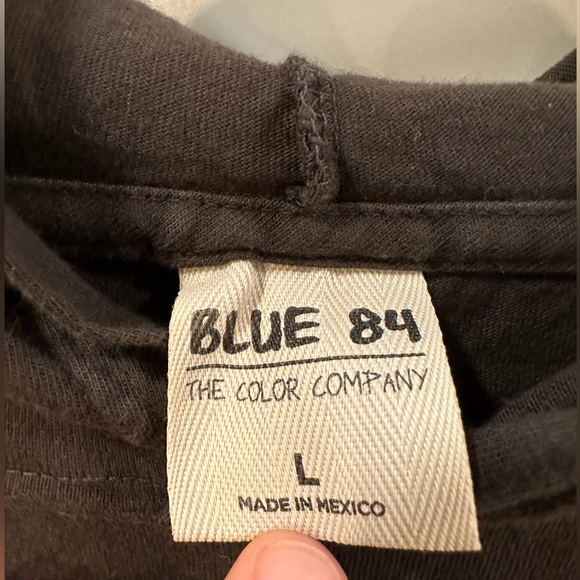 BLUE 84
THE COLOR COMPANY
L
MADE IN MEXICO